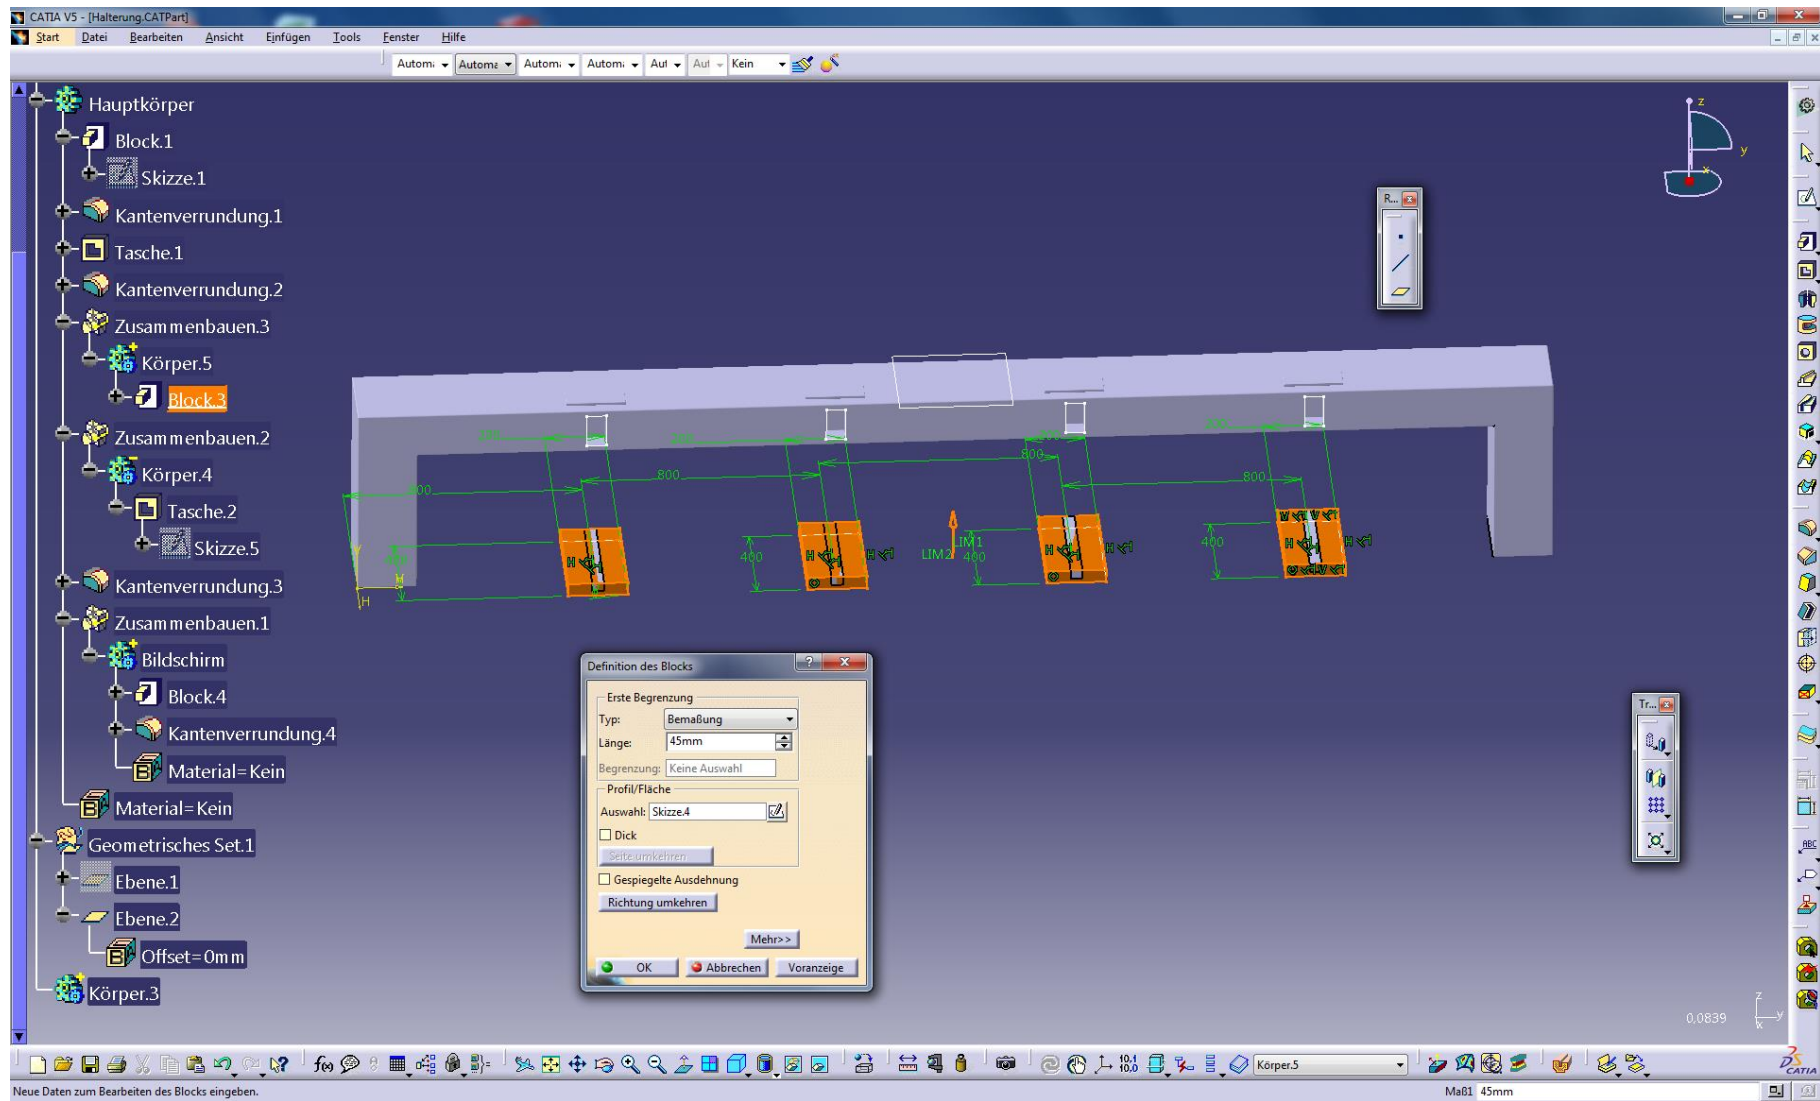 CATIA V5 - [Halterung.CATPart]
Start Datei Bearbeiten Ansicht Einfügen Tools Fenster Hilfe
Kein
Hauptkörper
Block.1
Skizze.1
Kantenverrundung.1
Tasche.1
Kantenverrundung.2
Zusammenbauen.3
Körper.5
Block.3
Zusammenbauen.2
Körper.4
Tasche.2
Skizze.5
Kantenverrundung.3
Zusammenbauen.1
Bildschirm
Block.4
Kantenverrundung.4
Material=Kein
Material=Kein
Geometrisches Set.1
Ebene.1
Ebene.2
Offset=0mm
Körper.3
z
y
x
R...
Tr...
800
800
800
400
400
400
LIM1
LIM2
H
Definition des Blocks
Erste Begrenzung
Typ: Bemaßung
Länge: 45mm
Begrenzung: Keine Auswahl
Profil/Fläche
Auswahl: Skizze.4
Dick
Seite umkehren
Gespiegelte Ausdehnung
Richtung umkehren
Mehr>>
OK Abbrechen Voranzeige
0,0839
z
y
x
Körper.5
CATIA
Neue Daten zum Bearbeiten des Blocks eingeben.
Maß1 45mm